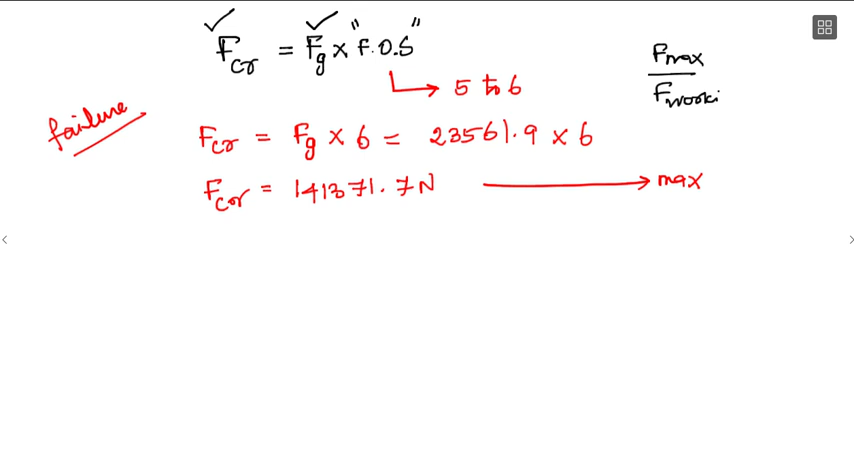 Fcr = Fg x "F.O.S"
5 to 6
Fmax
Fworki
failure
Fcr = Fg x 6 = 23561.9 x 6
Fcr = 141371.7N → max